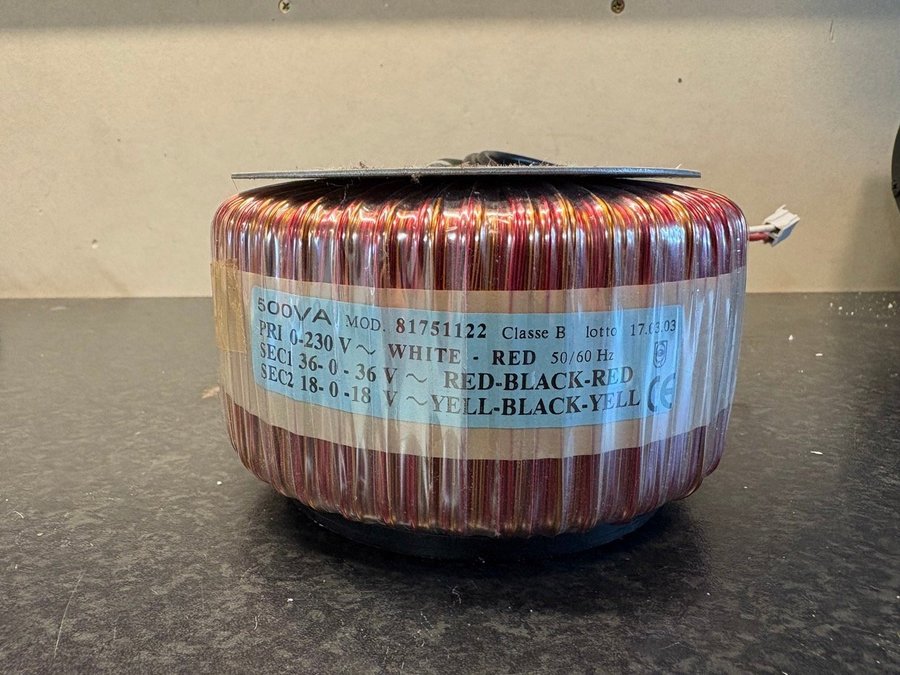 500VA MOD. 81751122 Classe B lotto 17.03.03
PRI 0-230 V ~ WHITE - RED 50/60 Hz
SEC1 36- 0 - 36 V ~ RED-BLACK-RED
SEC2 18- 0 -18 V ~ YELL-BLACK-YELL CE